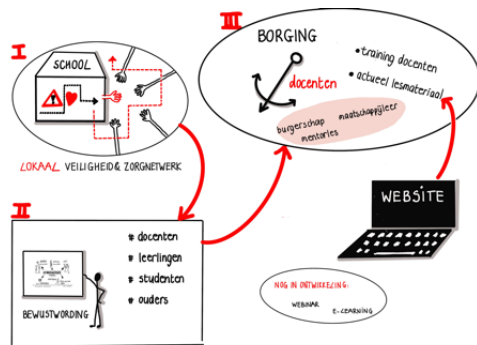 I
SCHOOL
LOKAAL VEILIGHEID & ZORGNETWERK
II
# docenten
# leerlingen
# studenten
# ouders
BEWUSTWORDING
III
BORGING
docenten
• training docenten
• actueel lesmateriaal
burgerschap maatschappijleer
mentorles
WEBSITE
NOG IN ONTWIKKELING:
WEBINAR
E-LEARNING